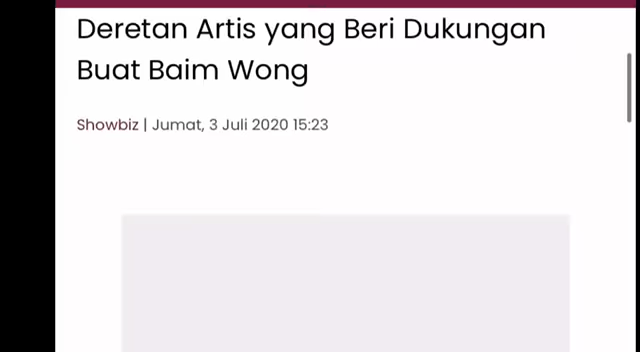 Deretan Artis yang Beri Dukungan
Buat Baim Wong
Showbiz | Jumat, 3 Juli 2020 15:23